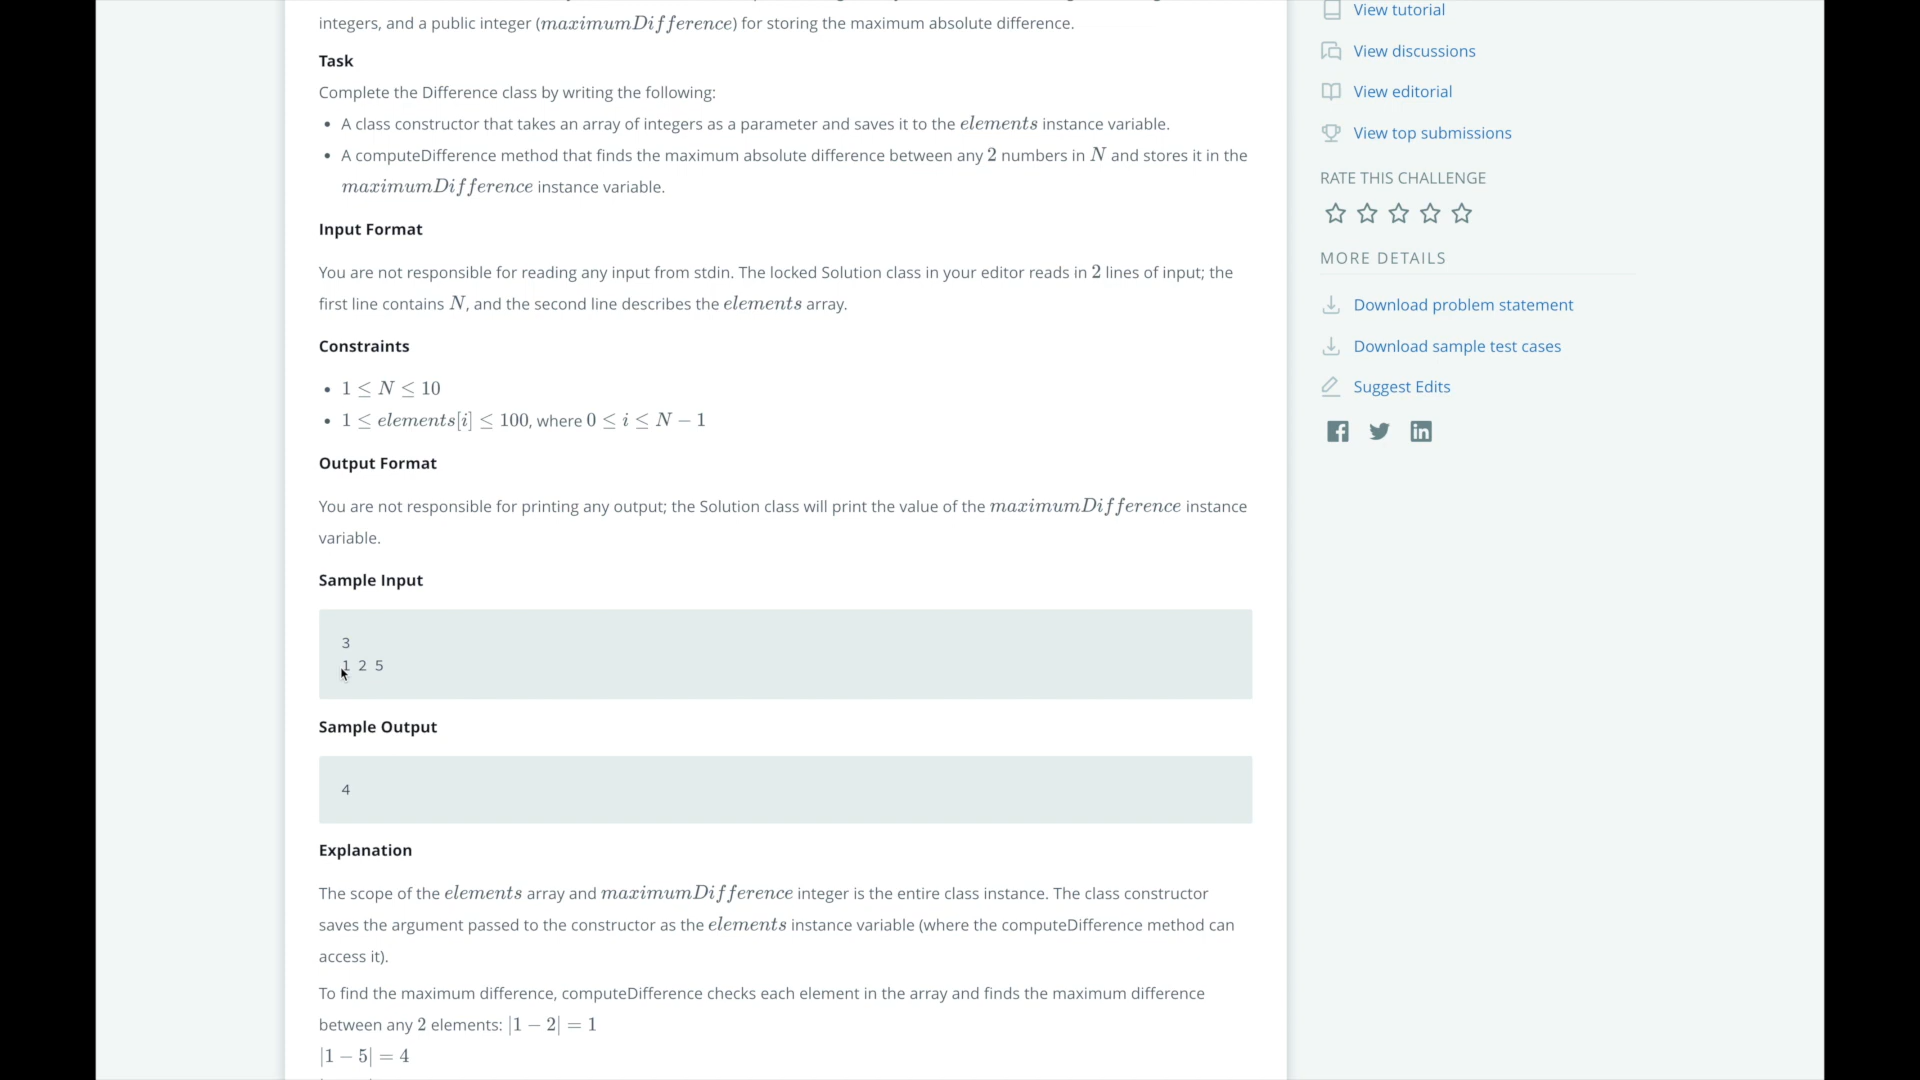 integers, and a public integer (maximumDifference) for storing the maximum absolute difference.
Task
Complete the Difference class by writing the following:
• A class constructor that takes an array of integers as a parameter and saves it to the elements instance variable.
• A computeDifference method that finds the maximum absolute difference between any 2 numbers in N and stores it in the
maximumDifference instance variable.
Input Format
You are not responsible for reading any input from stdin. The locked Solution class in your editor reads in 2 lines of input; the
first line contains N, and the second line describes the elements array.
Constraints
• 1 ≤ N ≤ 10
• 1 ≤ elements[i] ≤ 100, where 0 ≤ i ≤ N − 1
Output Format
You are not responsible for printing any output; the Solution class will print the value of the maximumDifference instance
variable.
Sample Input
3
1 2 5
Sample Output
4
Explanation
The scope of the elements array and maximumDifference integer is the entire class instance. The class constructor
saves the argument passed to the constructor as the elements instance variable (where the computeDifference method can
access it).
To find the maximum difference, computeDifference checks each element in the array and finds the maximum difference
between any 2 elements: |1 − 2| = 1
|1 − 5| = 4
View tutorial
View discussions
View editorial
View top submissions
RATE THIS CHALLENGE
MORE DETAILS
Download problem statement
Download sample test cases
Suggest Edits